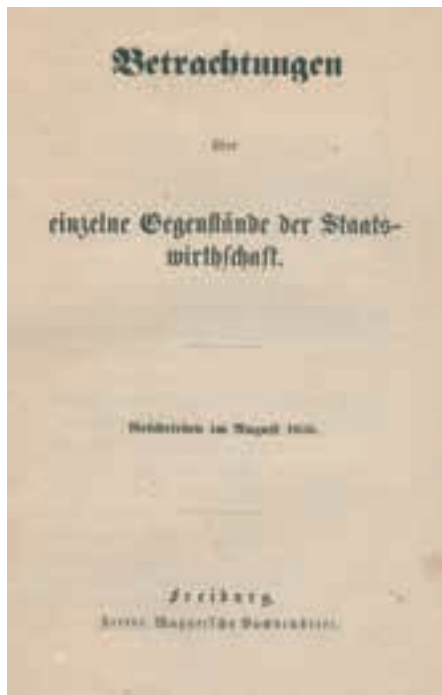 Betrachtungen
über
einzelne Gegenstände der Staats-
wirthschaft.
Geschrieben im August
Freiburg.